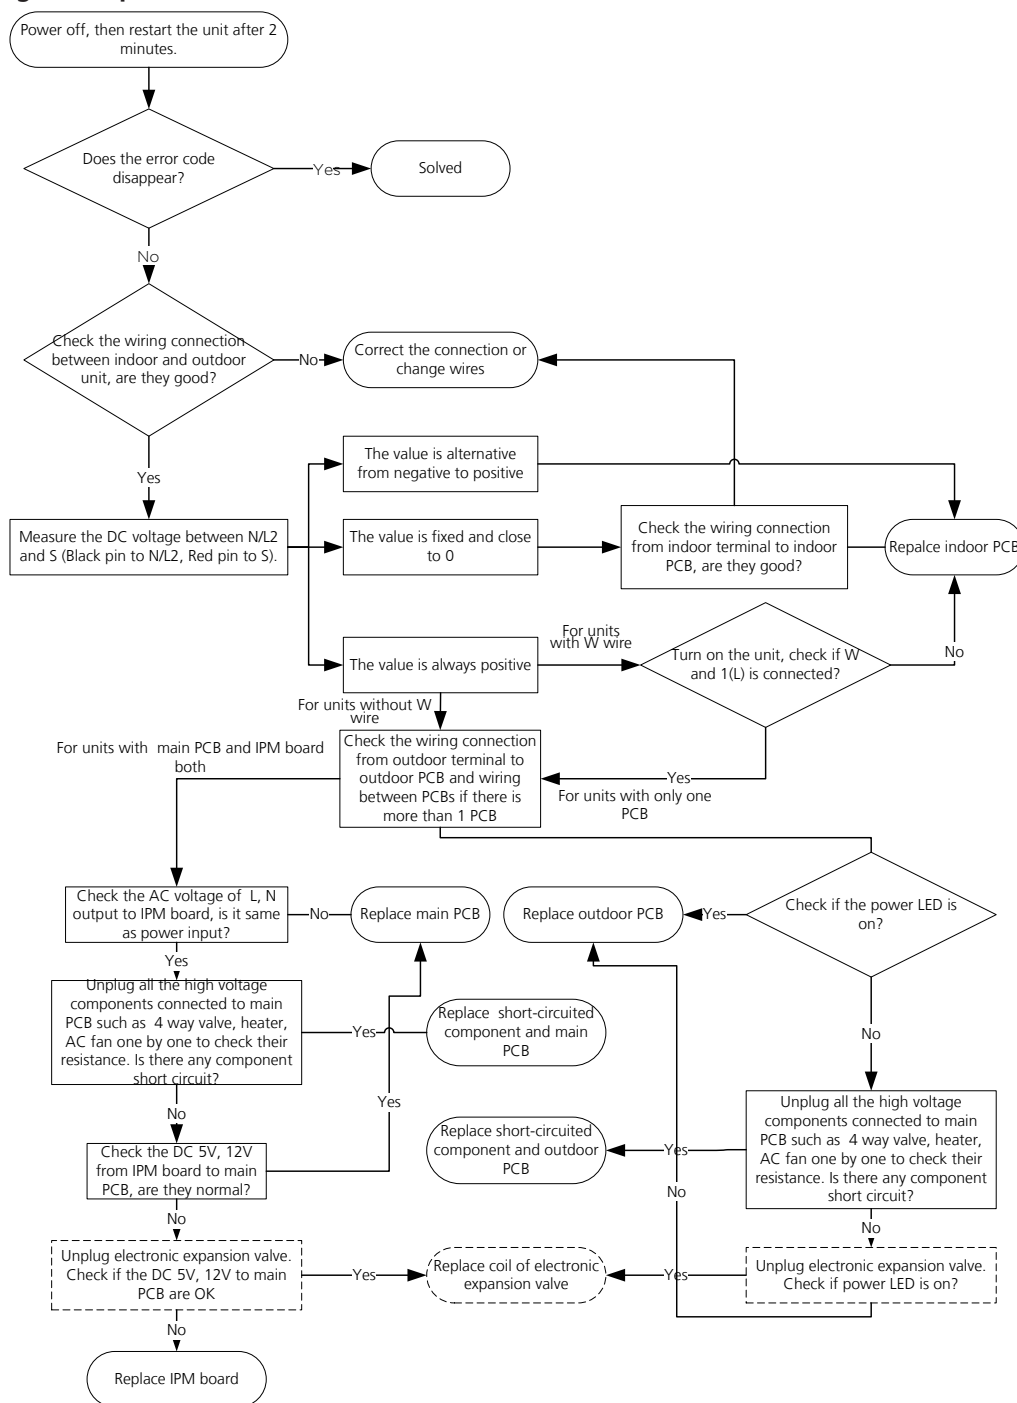 Power off, then restart the unit after 2
minutes.
Does the error code
disappear?
Yes
Solved
No
Check the wiring connection
between indoor and outdoor
unit, are they good?
No
Correct the connection or
change wires
Yes
The value is alternative
from negative to positive
Measure the DC voltage between N/L2
and S (Black pin to N/L2, Red pin to S).
The value is fixed and close
to 0
Check the wiring connection
from indoor terminal to indoor
PCB, are they good?
Repalce indoor PCB
The value is always positive
For units
with W wire
Turn on the unit, check if W
and 1(L) is connected?
No
For units without W
wire
Check the wiring connection
from outdoor terminal to
outdoor PCB and wiring
between PCBs if there is
more than 1 PCB
Yes
For units with main PCB and IPM board
both
For units with only one
PCB
Check the AC voltage of L, N
output to IPM board, is it same
as power input?
No
Replace main PCB
Replace outdoor PCB
Yes
Check if the power LED is
on?
Yes
Unplug all the high voltage
components connected to main
PCB such as 4 way valve, heater,
AC fan one by one to check their
resistance. Is there any component
short circuit?
Yes
Replace short-circuited
component and main
PCB
No
No
Yes
Check the DC 5V, 12V
from IPM board to main
PCB, are they normal?
Replace short-circuited
component and outdoor
PCB
Yes
Unplug all the high voltage
components connected to main
PCB such as 4 way valve, heater,
AC fan one by one to check their
resistance. Is there any component
short circuit?
No
No
No
Unplug electronic expansion valve.
Check if the DC 5V, 12V to main
PCB are OK
Yes
Replace coil of electronic
expansion valve
Yes
Unplug electronic expansion valve.
Check if power LED is on?
No
Replace IPM board